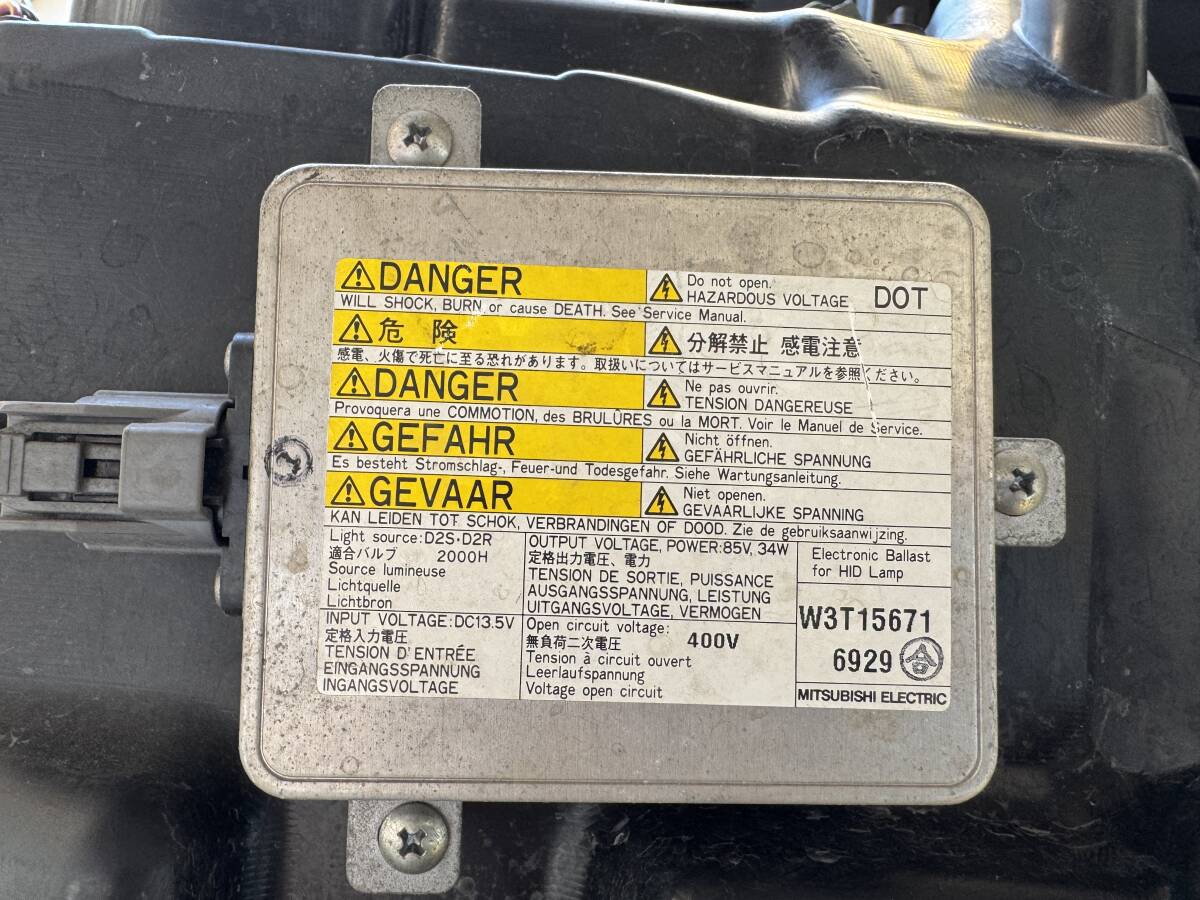 DANGER
Do not open.
HAZARDOUS VOLTAGE
DOT
WILL SHOCK, BURN or cause DEATH. See Service Manual.
危 険
分解禁止 感電注意
感電、火傷で死亡に至る恐れがあります。取扱いについてはサービスマニュアルを参照ください。
DANGER
Ne pas ouvrir.
TENSION DANGEREUSE
Provoquera une COMMOTION, des BRULÛRES ou la MORT. Voir le Manuel de Service.
GEFAHR
Nicht öffnen.
GEFÄHRLICHE SPANNUNG
Es besteht Stromschlag-, Feuer-und Todesgefahr. Siehe Wartungsanleitung.
GEVAAR
Niet openen.
GEVAARLIJKE SPANNING
KAN LEIDEN TOT SCHOK, VERBRANDINGEN OF DOOD. Zie de gebruiksaanwijzing.
Light source:D2S・D2R
適合バルブ 2000H
Source lumineuse
Lichtquelle
Lichtbron
INPUT VOLTAGE:DC13.5V
定格入力電圧
TENSION D'ENTRÉE
EINGANGSSPANNUNG
INGANGSVOLTAGE
OUTPUT VOLTAGE, POWER:85V, 34W
定格出力電圧、電力
TENSION DE SORTIE, PUISSANCE
AUSGANGSSPANNUNG, LEISTUNG
UITGANGSVOLTAGE, VERMOGEN
Open circuit voltage:
無負荷二次電圧 400V
Tension à circuit ouvert
Leerlaufspannung
Voltage open circuit
Electronic Ballast
for HID Lamp
W3T15671
6929 合
MITSUBISHI ELECTRIC